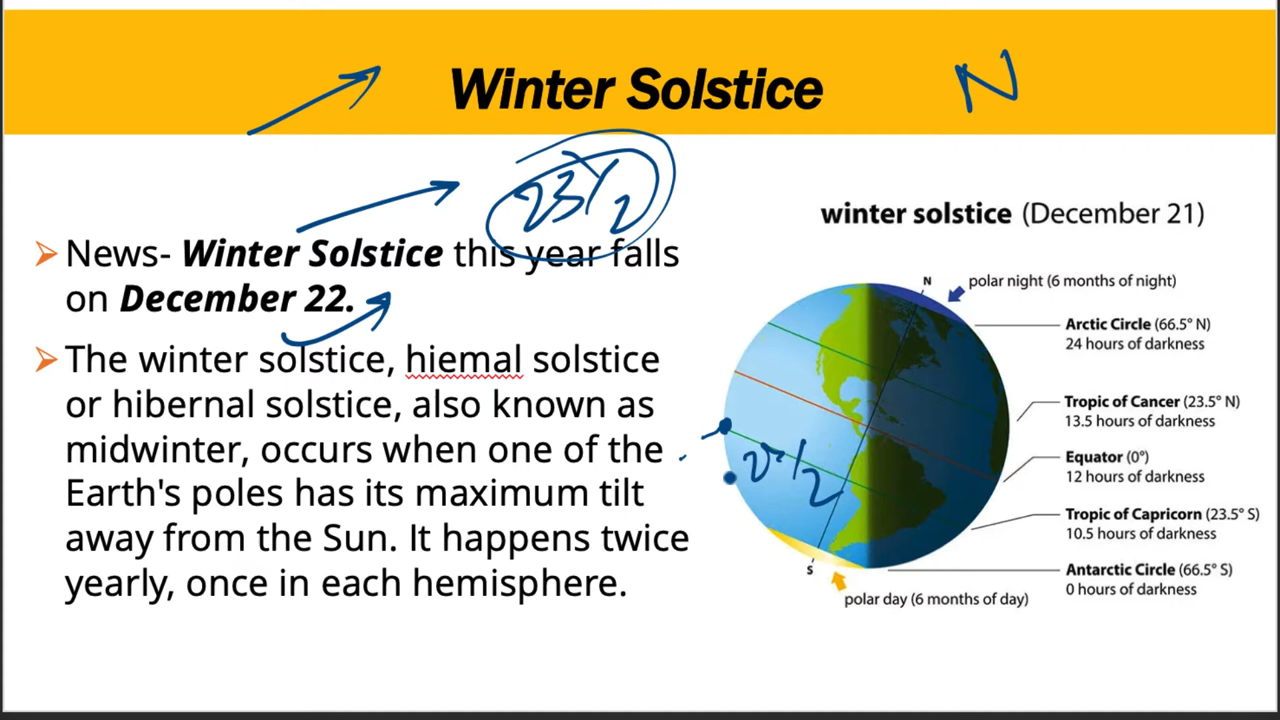 Winter Solstice
N
23 1/2
➢ News- Winter Solstice this year falls
on December 22.
➢ The winter solstice, hiemal solstice
or hibernal solstice, also known as
midwinter, occurs when one of the
Earth's poles has its maximum tilt
away from the Sun. It happens twice
yearly, once in each hemisphere.
winter solstice (December 21)
N
polar night (6 months of night)
Arctic Circle (66.5° N)
24 hours of darkness
Tropic of Cancer (23.5° N)
13.5 hours of darkness
Equator (0°)
12 hours of darkness
Tropic of Capricorn (23.5° S)
10.5 hours of darkness
Antarctic Circle (66.5° S)
0 hours of darkness
S
polar day (6 months of day)